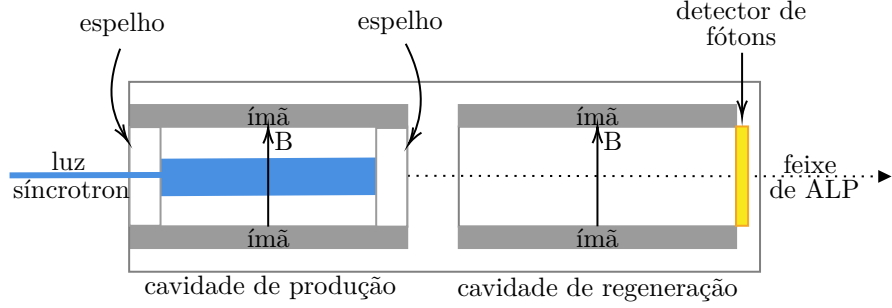 espelho
espelho
detector de
fótons
ímã
ímã
B
B
luz
síncrotron
feixe
de ALP
ímã
ímã
cavidade de produção
cavidade de regeneração